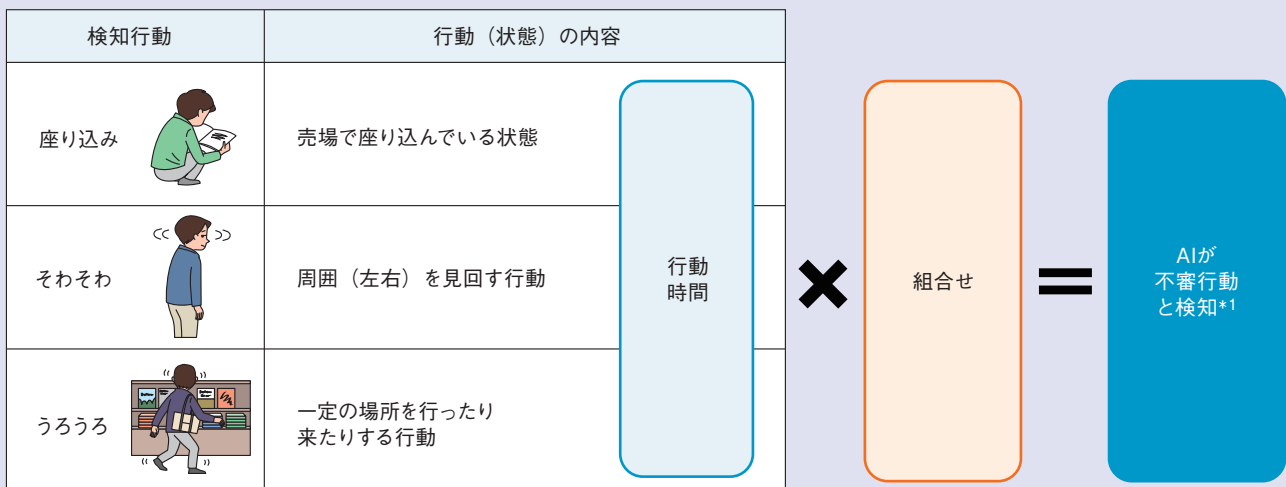 検知行動
行動（状態）の内容
座り込み
売場で座り込んでいる状態
そわそわ
周囲（左右）を見回す行動
うろうろ
一定の場所を行ったり
来たりする行動
行動
時間
×
組合せ
=
AIが
不審行動
と検知*1